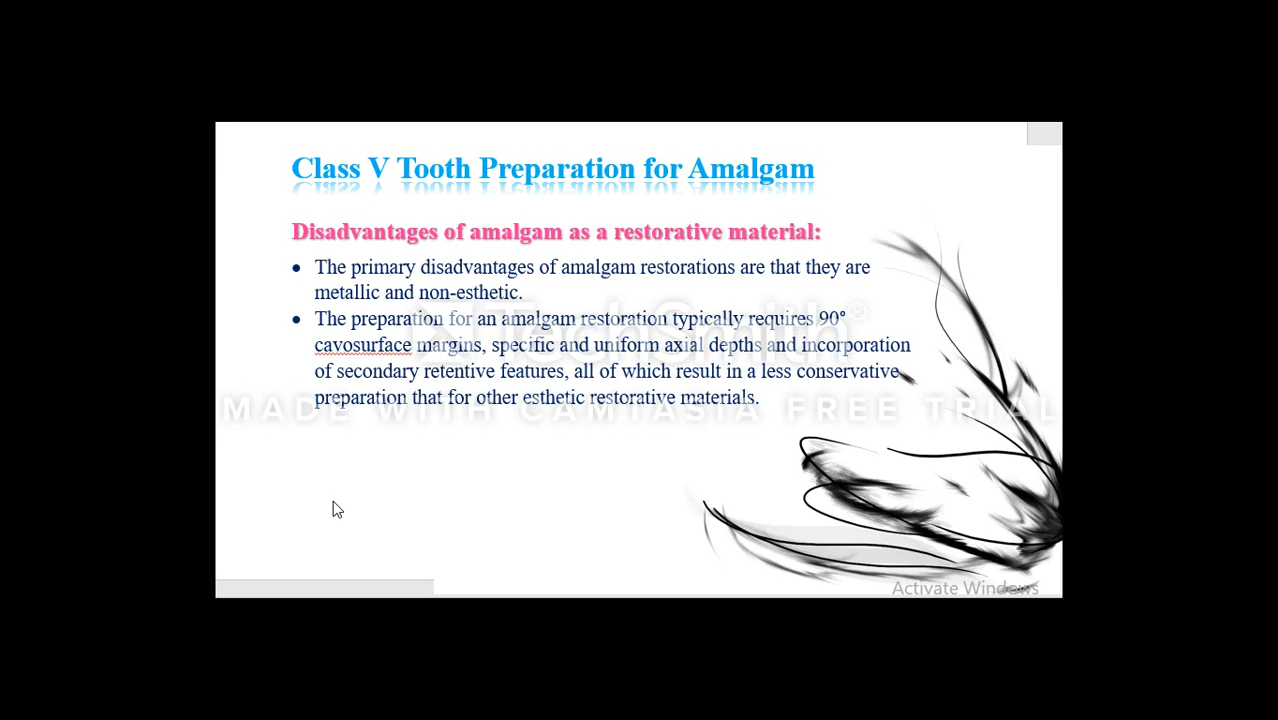 Class V Tooth Preparation for Amalgam
Disadvantages of amalgam as a restorative material:
• The primary disadvantages of amalgam restorations are that they are
metallic and non-esthetic.
• The preparation for an amalgam restoration typically requires 90°
cavosurface margins, specific and uniform axial depths and incorporation
of secondary retentive features, all of which result in a less conservative
preparation that for other esthetic restorative materials.
TechSmith®
MADE WITH CAMTASIA FREE TRIAL
Activate Windows